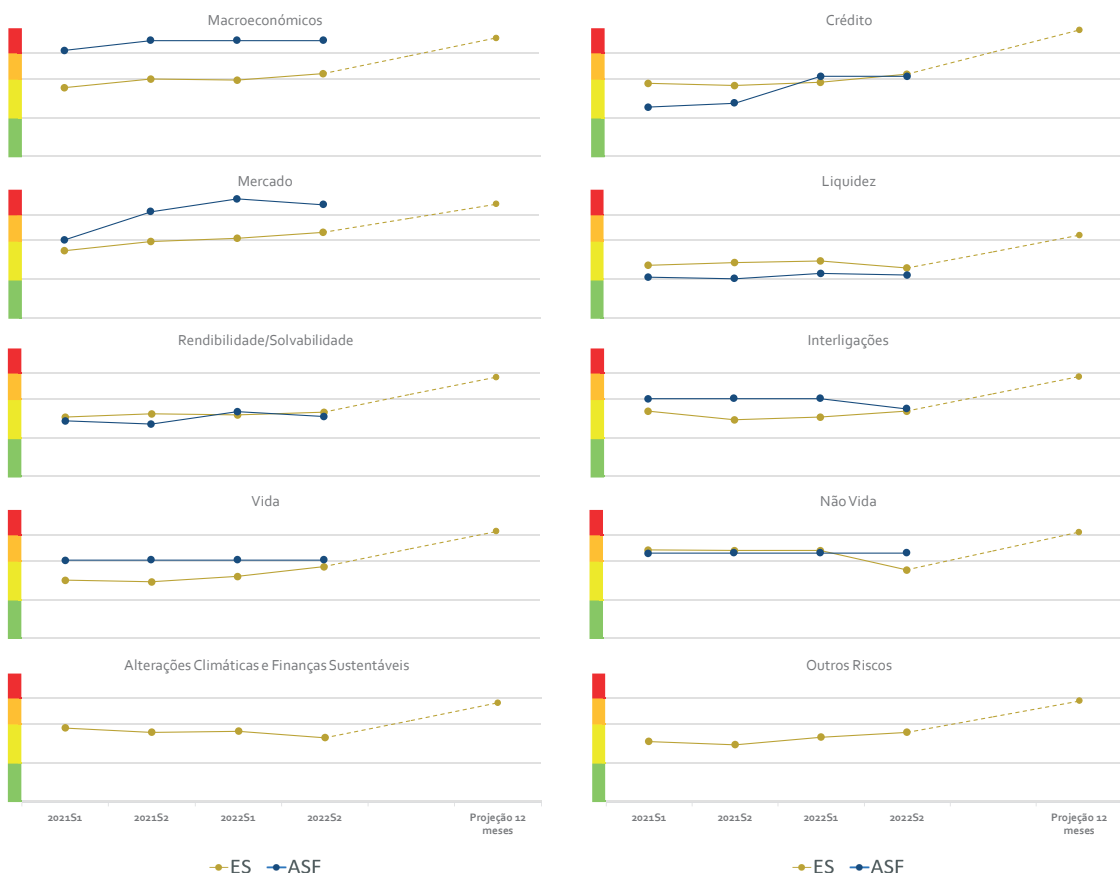 Macroeconómicos
Crédito
Mercado
Liquidez
Rendibilidade/Solvabilidade
Interligações
Vida
Não Vida
Alterações Climáticas e Finanças Sustentáveis
Outros Riscos
2021S1
2021S2
2022S1
2022S2
Projeção 12
meses
2021S1
2021S2
2022S1
2022S2
Projeção 12
meses
ES ASF
ES ASF